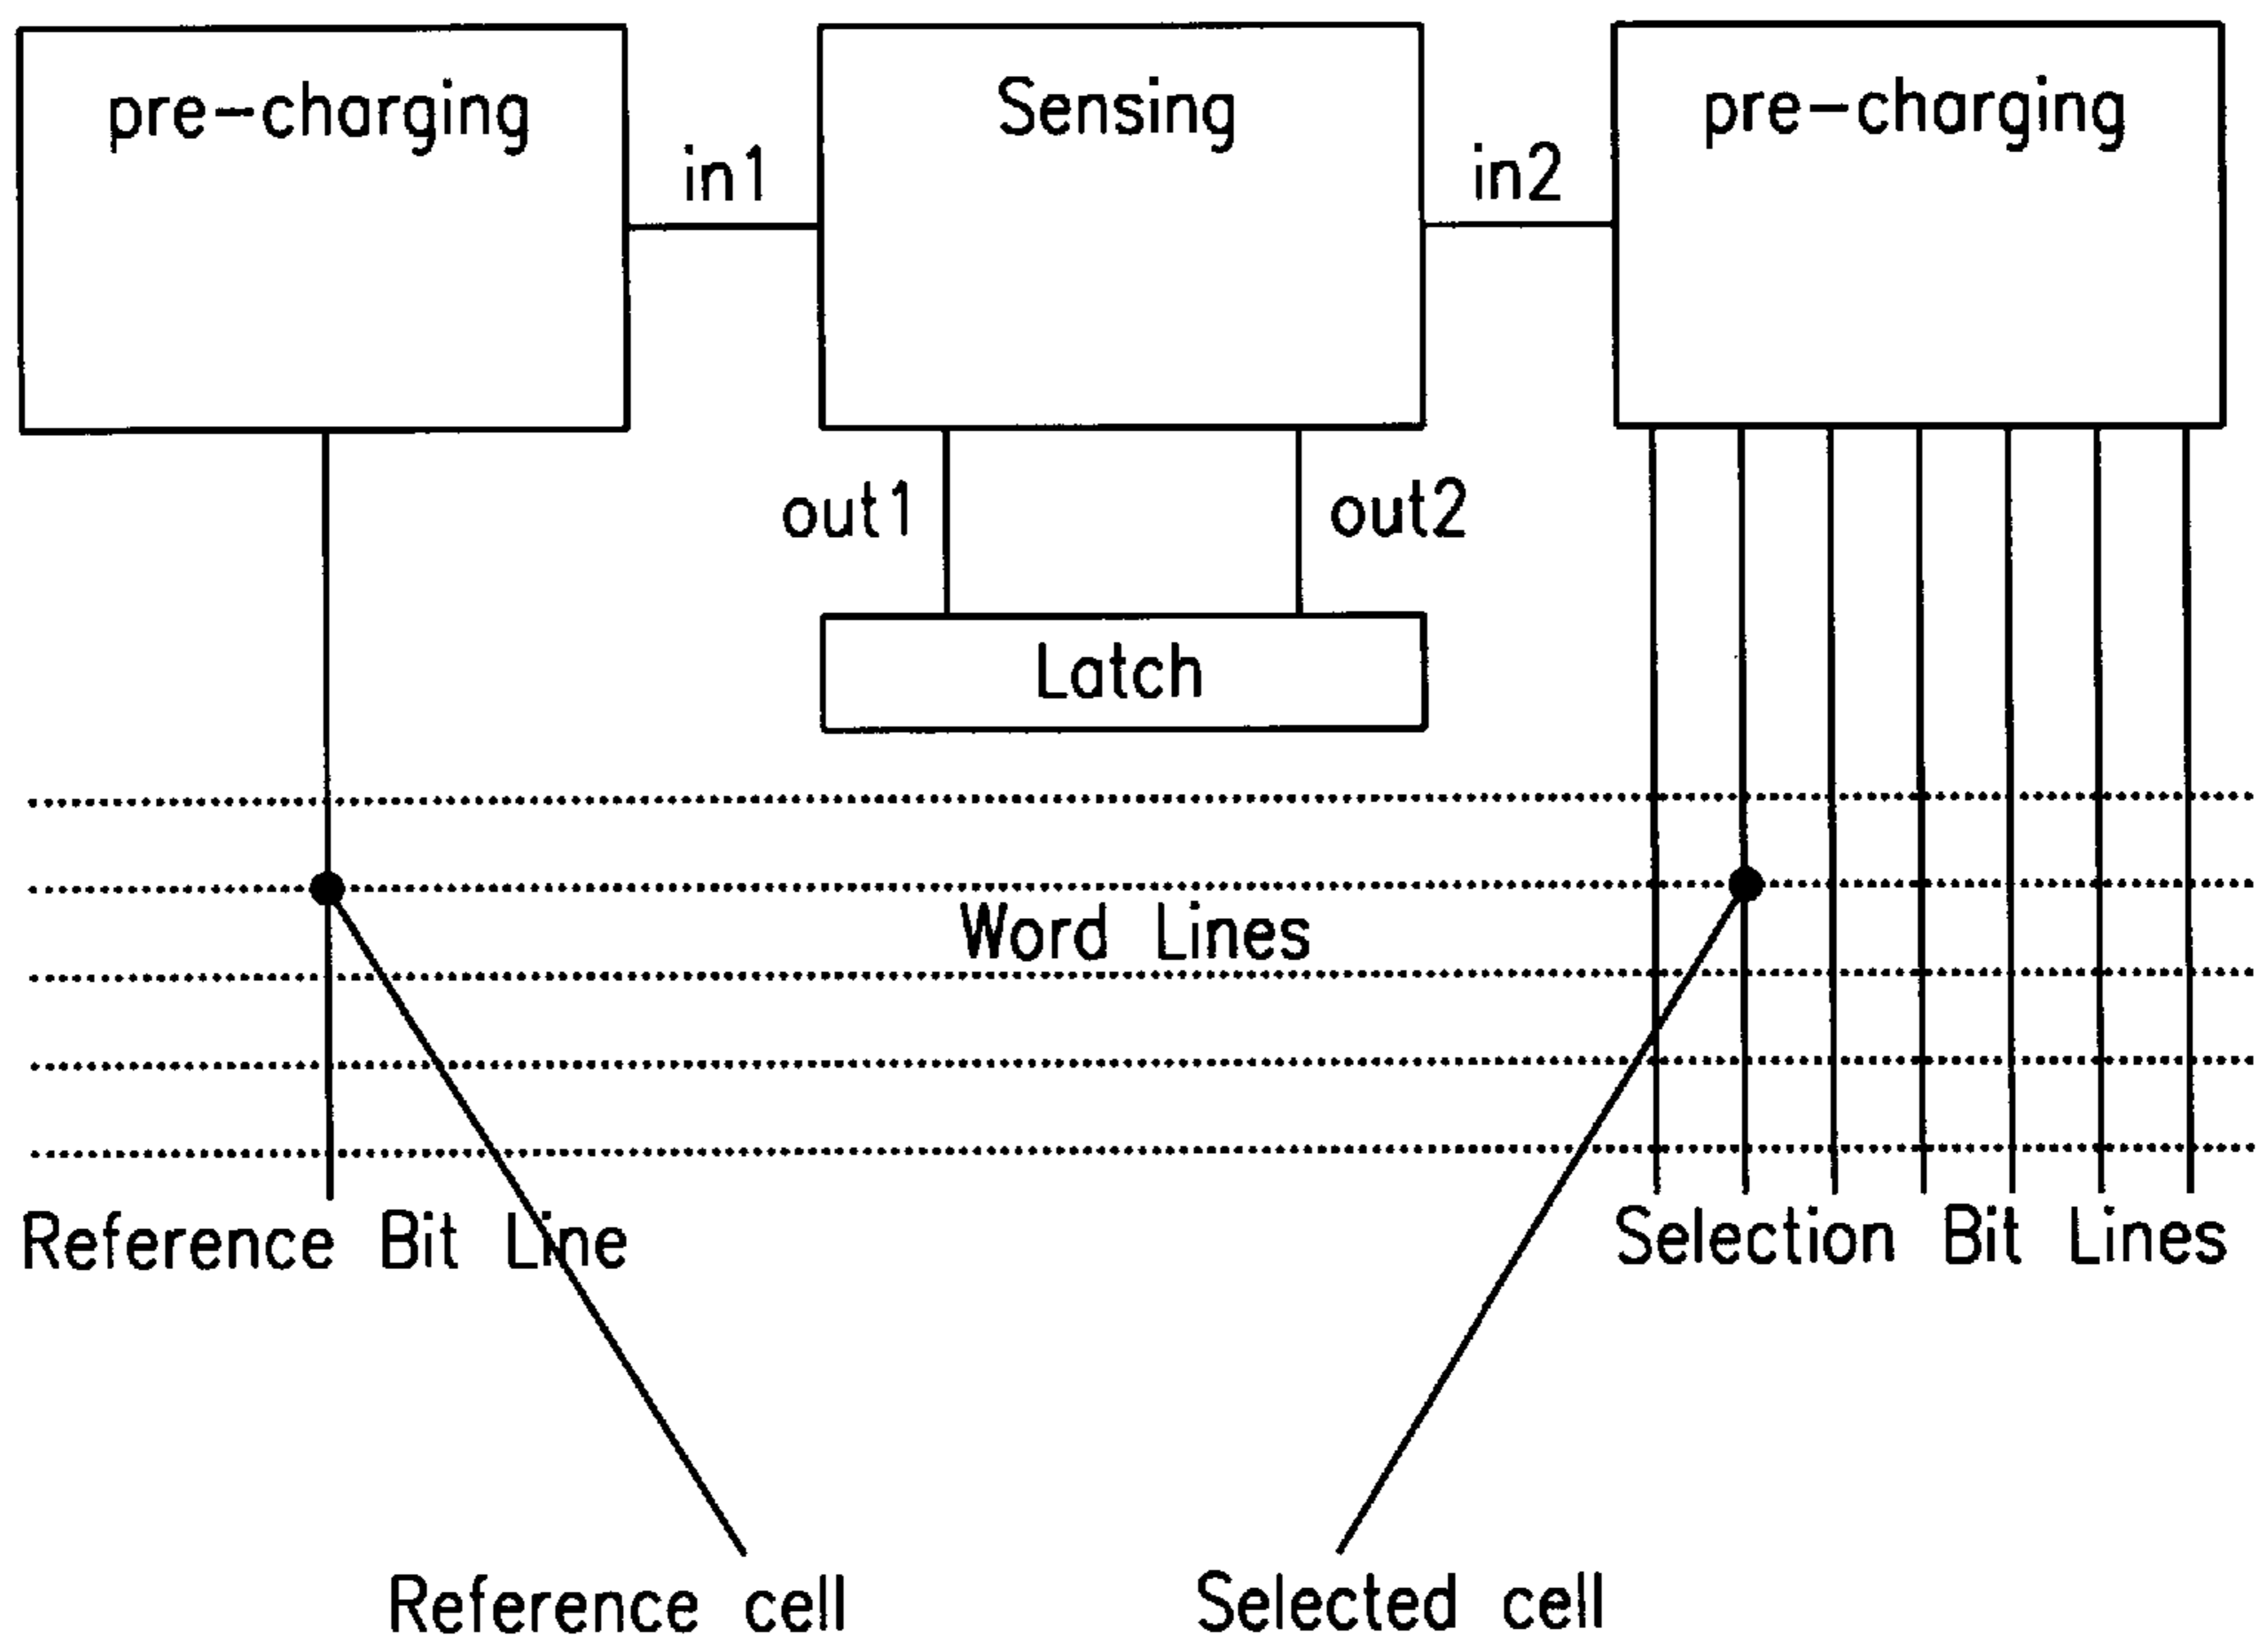 pre-charging
Sensing
pre-charging
in1
in2
out1
out2
Latch
Word Lines
Reference Bit Line
Selection Bit Lines
Reference cell
Selected cell